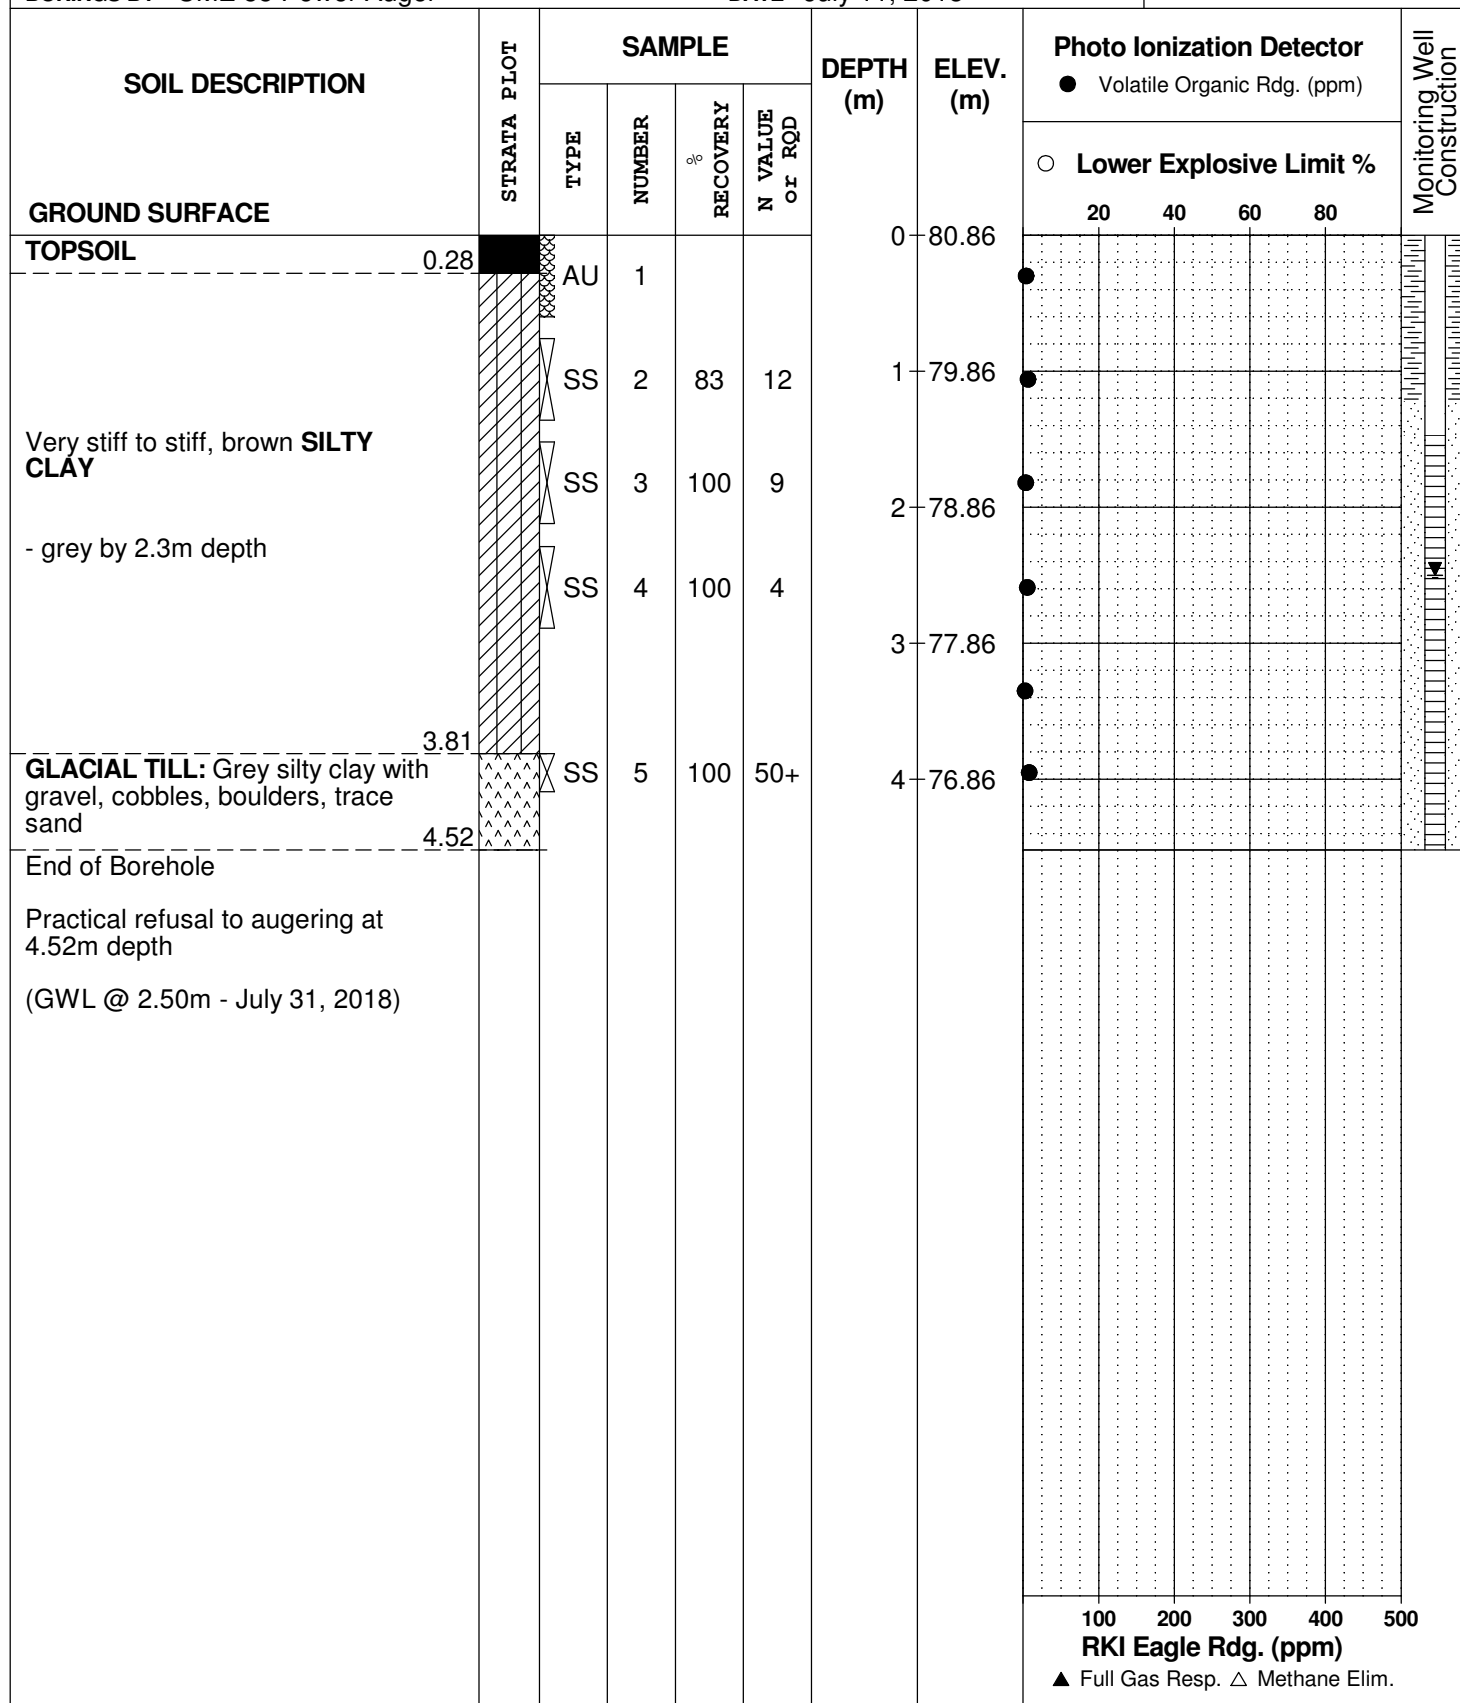 SOIL DESCRIPTION
GROUND SURFACE
STRATA PLOT
SAMPLE
TYPE
NUMBER
% RECOVERY
N VALUE
or RQD
DEPTH
(m)
ELEV.
(m)
Photo Ionization Detector
● Volatile Organic Rdg. (ppm)
○ Lower Explosive Limit %
20 40 60 80
Monitoring Well
Construction
TOPSOIL
0.28
AU 1
0 80.86
SS 2 83 12
1 79.86
Very stiff to stiff, brown SILTY
CLAY
SS 3 100 9
2 78.86
- grey by 2.3m depth
SS 4 100 4
3 77.86
3.81
GLACIAL TILL: Grey silty clay with
gravel, cobbles, boulders, trace
sand
4.52
SS 5 100 50+
4 76.86
End of Borehole
Practical refusal to augering at
4.52m depth
(GWL @ 2.50m - July 31, 2018)
100 200 300 400 500
RKI Eagle Rdg. (ppm)
▲ Full Gas Resp. △ Methane Elim.